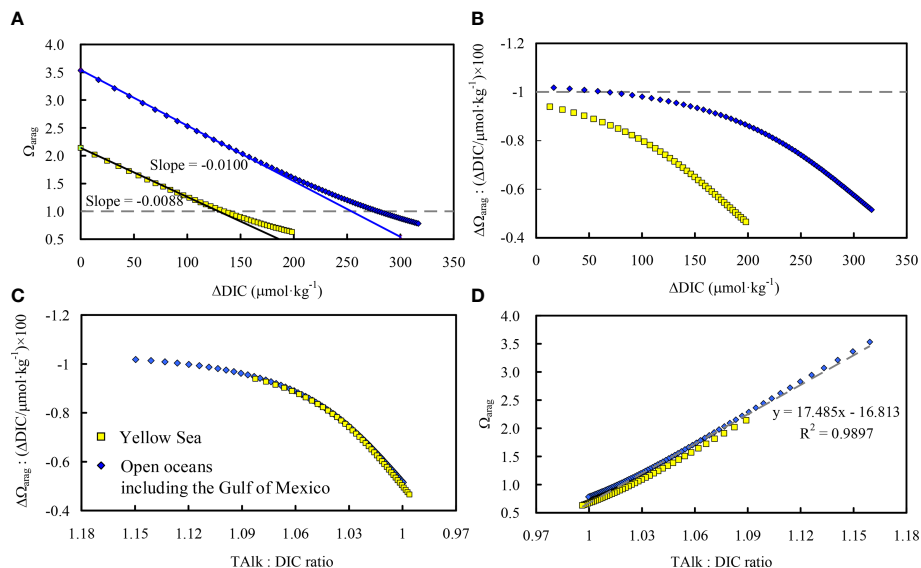 A
4.0
3.5
3.0
2.5
2.0
1.5
1.0
0.5
Ωarag
Slope = -0.0100
Slope = -0.0088
0 50 100 150 200 250 300 350
ΔDIC (μmol·kg-1)
B
-1.2
-1
-0.8
-0.6
-0.4
ΔΩarag : (ΔDIC/μmol·kg-1)×100
0 50 100 150 200 250 300 350
ΔDIC (μmol·kg-1)
C
-1.2
-1
-0.8
-0.6
-0.4
ΔΩarag : (ΔDIC/μmol·kg-1)×100
Yellow Sea
Open oceans
including the Gulf of Mexico
1.18 1.15 1.12 1.09 1.06 1.03 1 0.97
TAlk : DIC ratio
D
4.0
3.5
3.0
2.5
2.0
1.5
1.0
0.5
Ωarag
y = 17.485x - 16.813
R2 = 0.9897
0.97 1 1.03 1.06 1.09 1.12 1.15 1.18
TAlk : DIC ratio